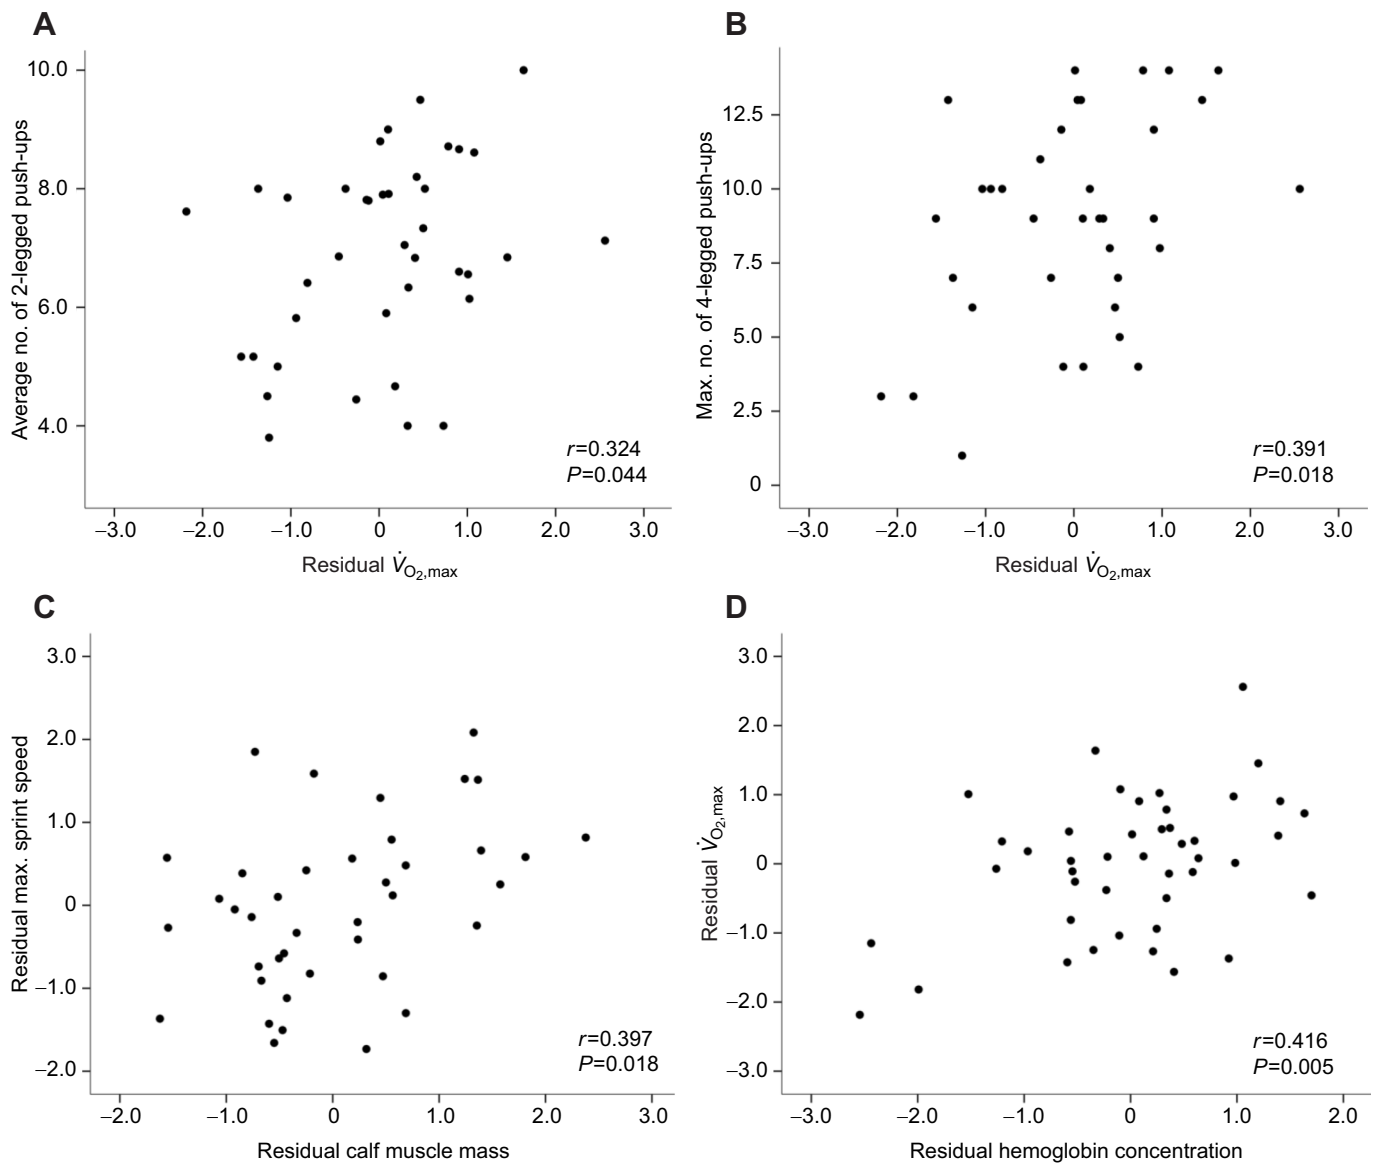 A
10.0
8.0
6.0
4.0
Average no. of 2-legged push-ups
r=0.324
P=0.044
–3.0 –2.0 –1.0 0 1.0 2.0 3.0
Residual V̇O₂,max
B
12.5
10.0
7.5
5.0
2.5
0
Max. no. of 4-legged push-ups
r=0.391
P=0.018
–3.0 –2.0 –1.0 0 1.0 2.0 3.0
Residual V̇O₂,max
C
3.0
2.0
1.0
0
–1.0
–2.0
Residual max. sprint speed
r=0.397
P=0.018
–2.0 –1.0 0 1.0 2.0 3.0
Residual calf muscle mass
D
3.0
2.0
1.0
0
–1.0
–2.0
–3.0
Residual V̇O₂,max
r=0.416
P=0.005
–3.0 –2.0 –1.0 0 1.0 2.0
Residual hemoglobin concentration